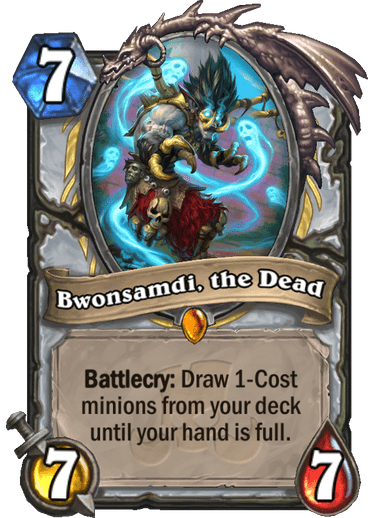 7
Bwonsamdi, the Dead
Battlecry: Draw 1-Cost
minions from your deck
until your hand is full.
7
7